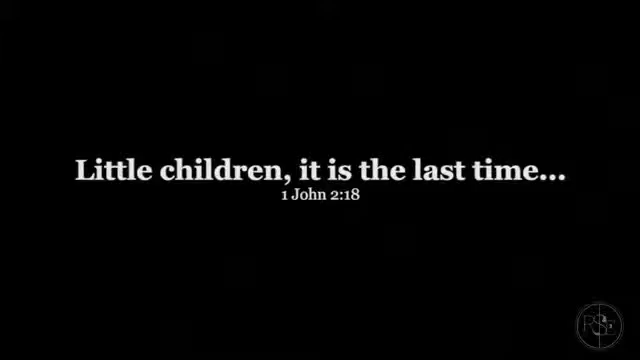 Little children, it is the last time...
1 John 2:18